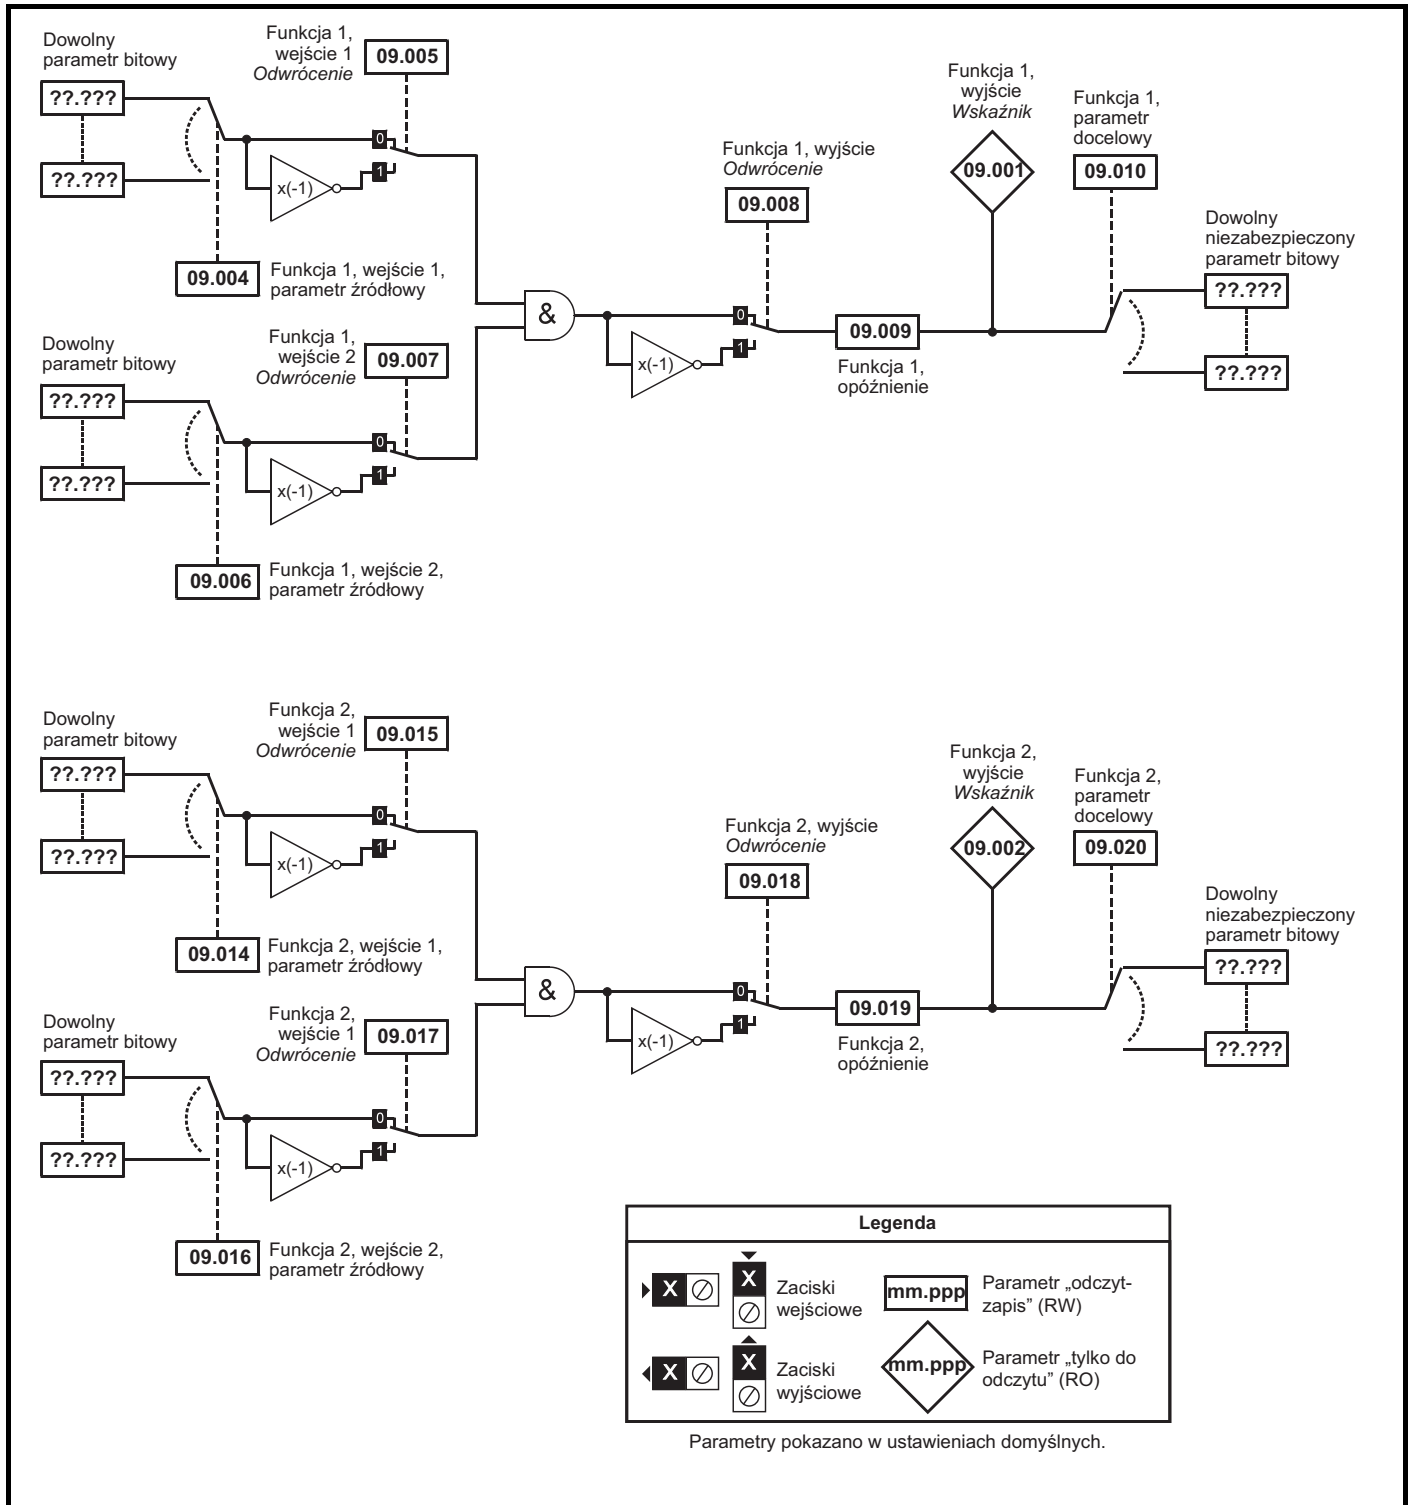 Dowolny
parametr bitowy
??.???
??.???
Funkcja 1,
wejście 1
Odwrócenie
09.005
0
1
x(-1)
09.004
Funkcja 1, wejście 1,
parametr źródłowy
Dowolny
parametr bitowy
??.???
??.???
Funkcja 1,
wejście 2
Odwrócenie
09.007
0
1
x(-1)
09.006
Funkcja 1, wejście 2,
parametr źródłowy
&
Funkcja 1, wyjście
Odwrócenie
09.008
0
1
x(-1)
09.009
Funkcja 1,
opóźnienie
Funkcja 1,
wyjście
Wskaźnik
09.001
Funkcja 1,
parametr
docelowy
09.010
Dowolny
niezabezpieczony
parametr bitowy
??.???
??.???
Dowolny
parametr bitowy
??.???
??.???
Funkcja 2,
wejście 1
Odwrócenie
09.015
0
1
x(-1)
09.014
Funkcja 2, wejście 1,
parametr źródłowy
Dowolny
parametr bitowy
??.???
??.???
Funkcja 2,
wejście 1
Odwrócenie
09.017
0
1
x(-1)
09.016
Funkcja 2, wejście 2,
parametr źródłowy
&
Funkcja 2, wyjście
Odwrócenie
09.018
0
1
x(-1)
09.019
Funkcja 2,
opóźnienie
Funkcja 2,
wyjście
Wskaźnik
09.002
Funkcja 2,
parametr
docelowy
09.020
Dowolny
niezabezpieczony
parametr bitowy
??.???
??.???
Legenda
X
X
Zaciski
wejściowe
mm.ppp
Parametr „odczyt-
zapis” (RW)
X
X
Zaciski
wyjściowe
mm.ppp
Parametr „tylko do
odczytu” (RO)
Parametry pokazano w ustawieniach domyślnych.